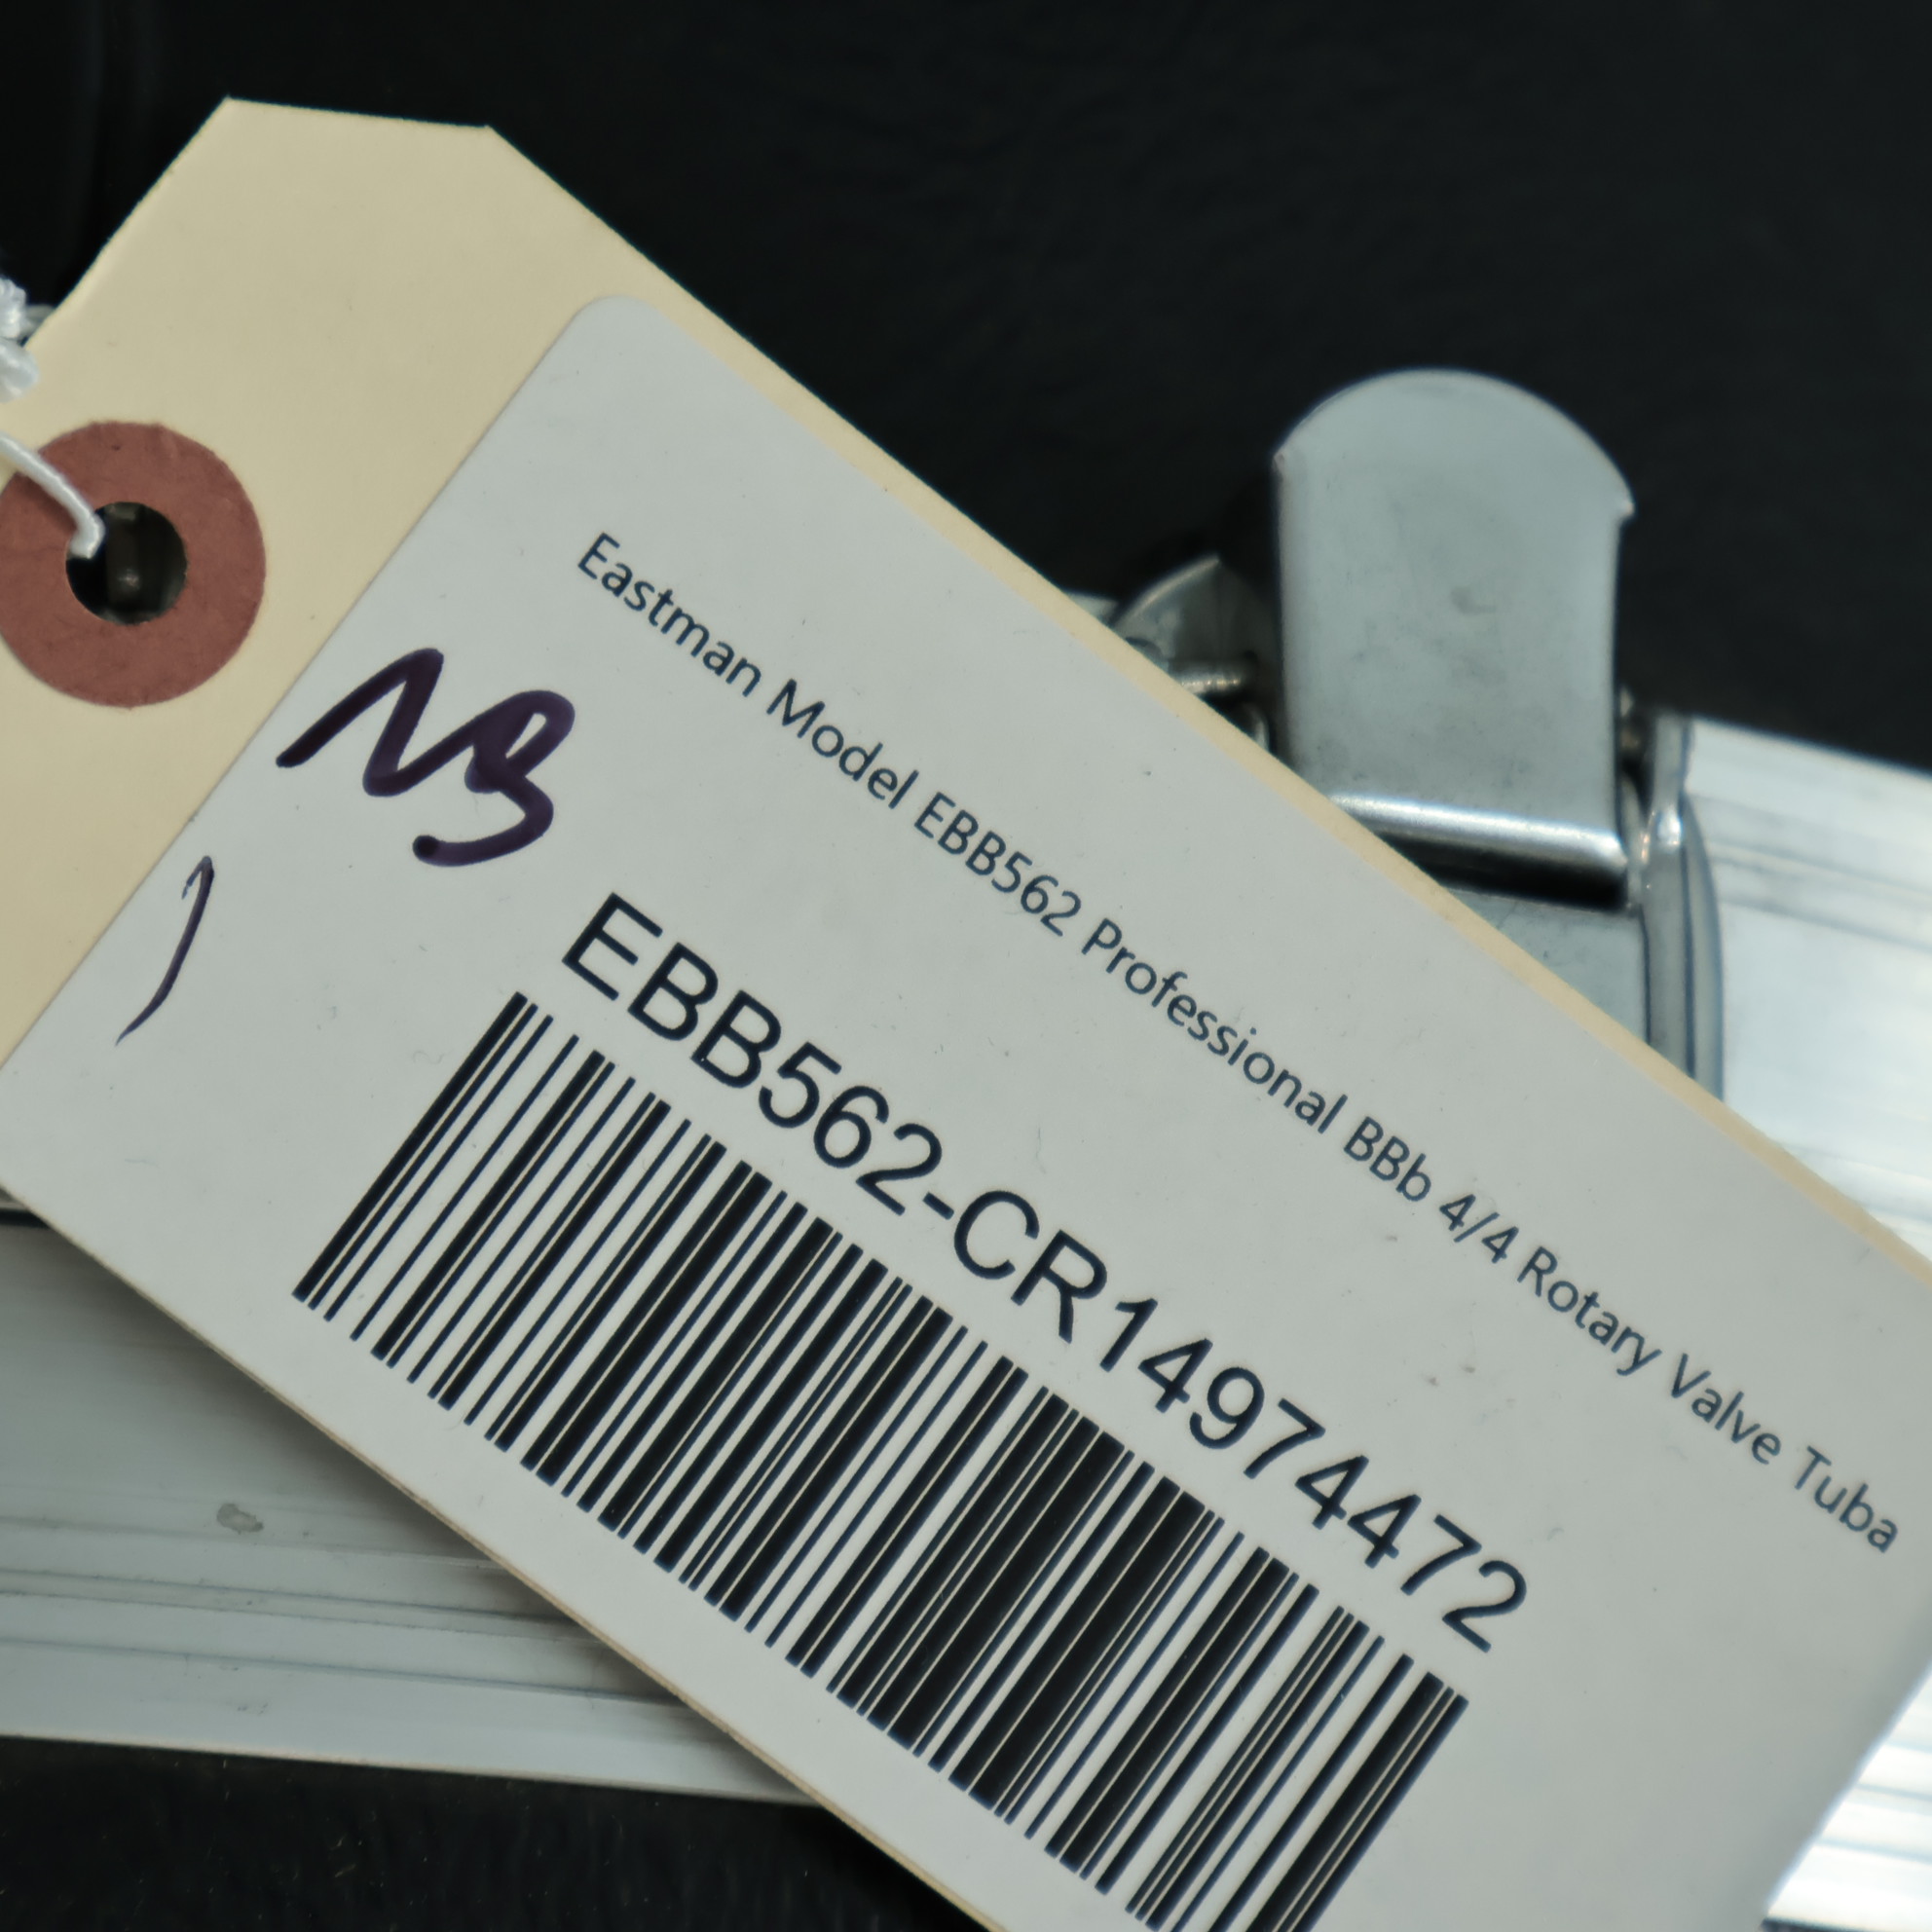 Eastman Model EBB562 Professional BBb 4/4 Rotary Valve Tuba
EBB562-CR14974472